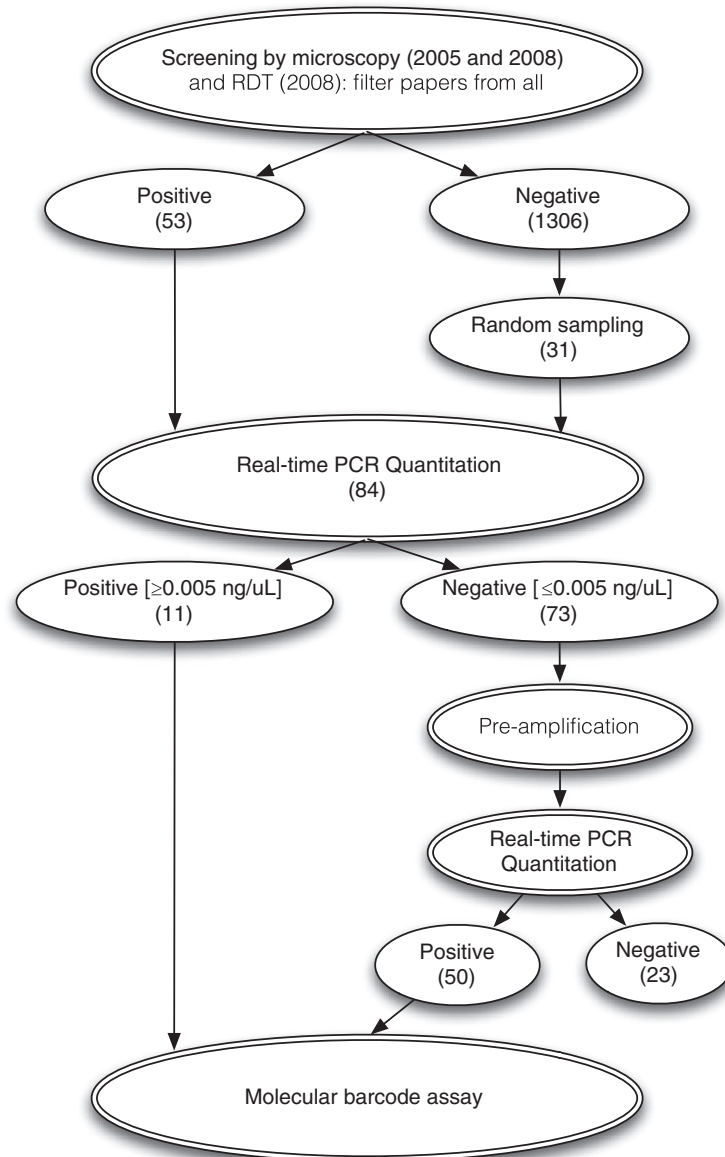 Screening by microscopy (2005 and 2008)
and RDT (2008): filter papers from all
Positive
(53)
Negative
(1306)
Random sampling
(31)
Real-time PCR Quantitation
(84)
Positive [≥0.005 ng/uL]
(11)
Negative [≤0.005 ng/uL]
(73)
Pre-amplification
Real-time PCR
Quantitation
Positive
(50)
Negative
(23)
Molecular barcode assay